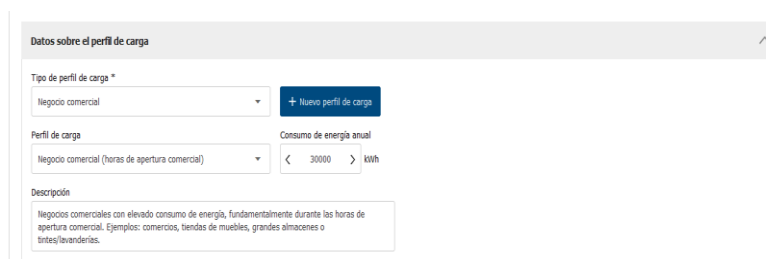 Datos sobre el perfil de carga
Tipo de perfil de carga *
Negocio comercial
+ Nuevo perfil de carga
Perfil de carga
Consumo de energía anual
Negocio comercial (horas de apertura comercial)
30000 kWh
Descripción
Negocios comerciales con elevado consumo de energía, fundamentalmente durante las horas de
apertura comercial. Ejemplos: comercios, tiendas de muebles, grandes almacenes o
tintes/lavanderías.